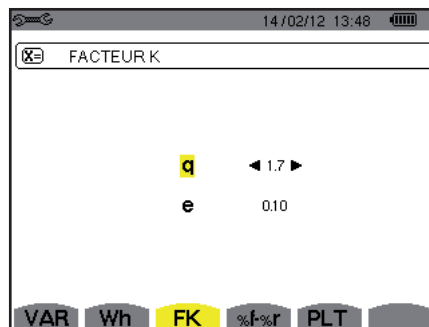 14/02/12 13:48
X= FACTEUR K
q ◄ 1.7 ►
e 0.10
VAR Wh FK %f-%r PLT